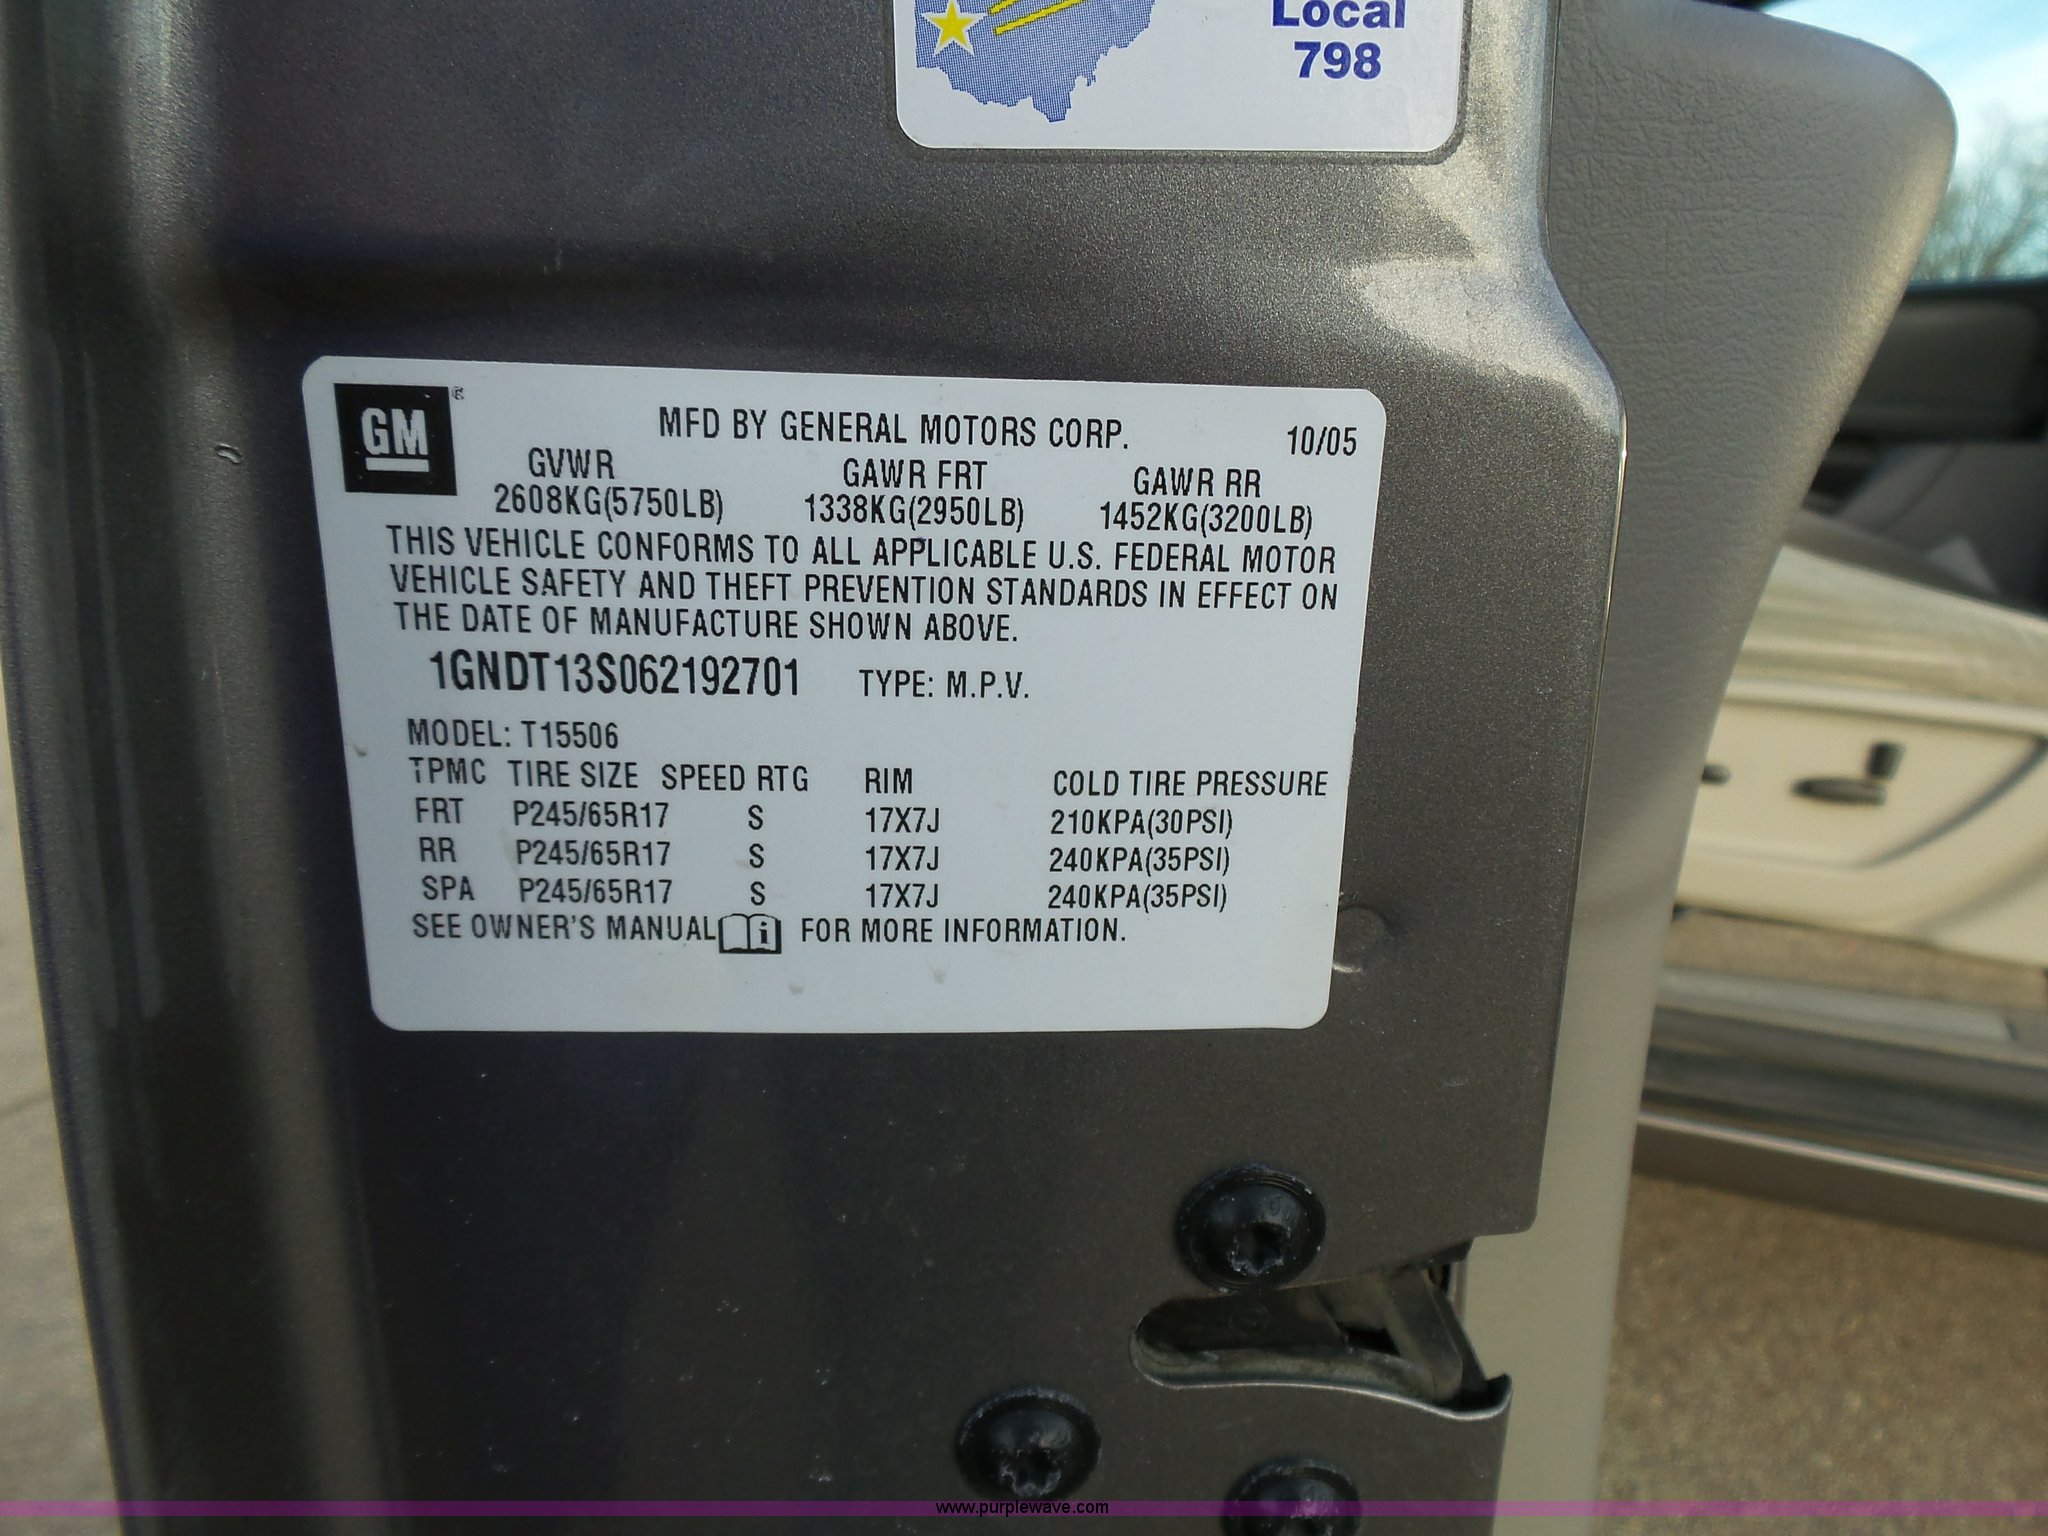 Local
798
GM
MFD BY GENERAL MOTORS CORP. 10/05
GVWR GAWR FRT GAWR RR
2608KG(5750LB) 1338KG(2950LB) 1452KG(3200LB)
THIS VEHICLE CONFORMS TO ALL APPLICABLE U.S. FEDERAL MOTOR
VEHICLE SAFETY AND THEFT PREVENTION STANDARDS IN EFFECT ON
THE DATE OF MANUFACTURE SHOWN ABOVE.
1GNDT13S062192701 TYPE: M.P.V.
MODEL: T15506
TPMC TIRE SIZE SPEED RTG RIM COLD TIRE PRESSURE
FRT P245/65R17 S 17X7J 210KPA(30PSI)
RR P245/65R17 S 17X7J 240KPA(35PSI)
SPA P245/65R17 S 17X7J 240KPA(35PSI)
SEE OWNER'S MANUAL FOR MORE INFORMATION.
www.purplewave.com